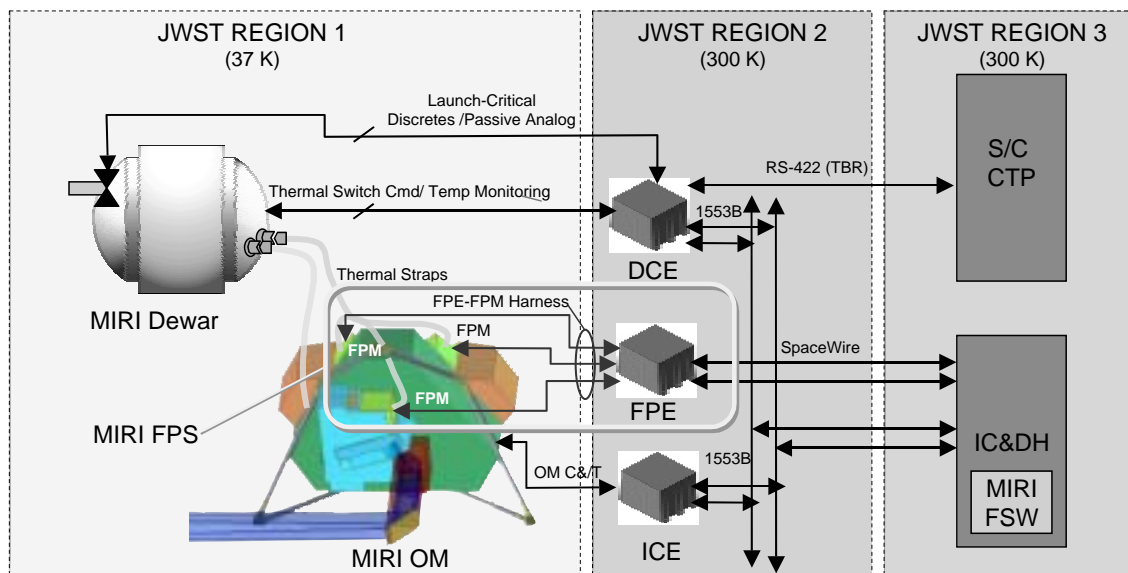 JWST REGION 1
(37 K)
JWST REGION 2
(300 K)
JWST REGION 3
(300 K)
Launch-Critical
Discretes /Passive Analog
S/C
CTP
RS-422 (TBR)
Thermal Switch Cmd/ Temp Monitoring
1553B
DCE
Thermal Straps
MIRI Dewar
FPE-FPM Harness
FPM
FPM
SpaceWire
FPM
FPE
MIRI FPS
IC&DH
OM C&/T
1553B
MIRI
FSW
MIRI OM
ICE